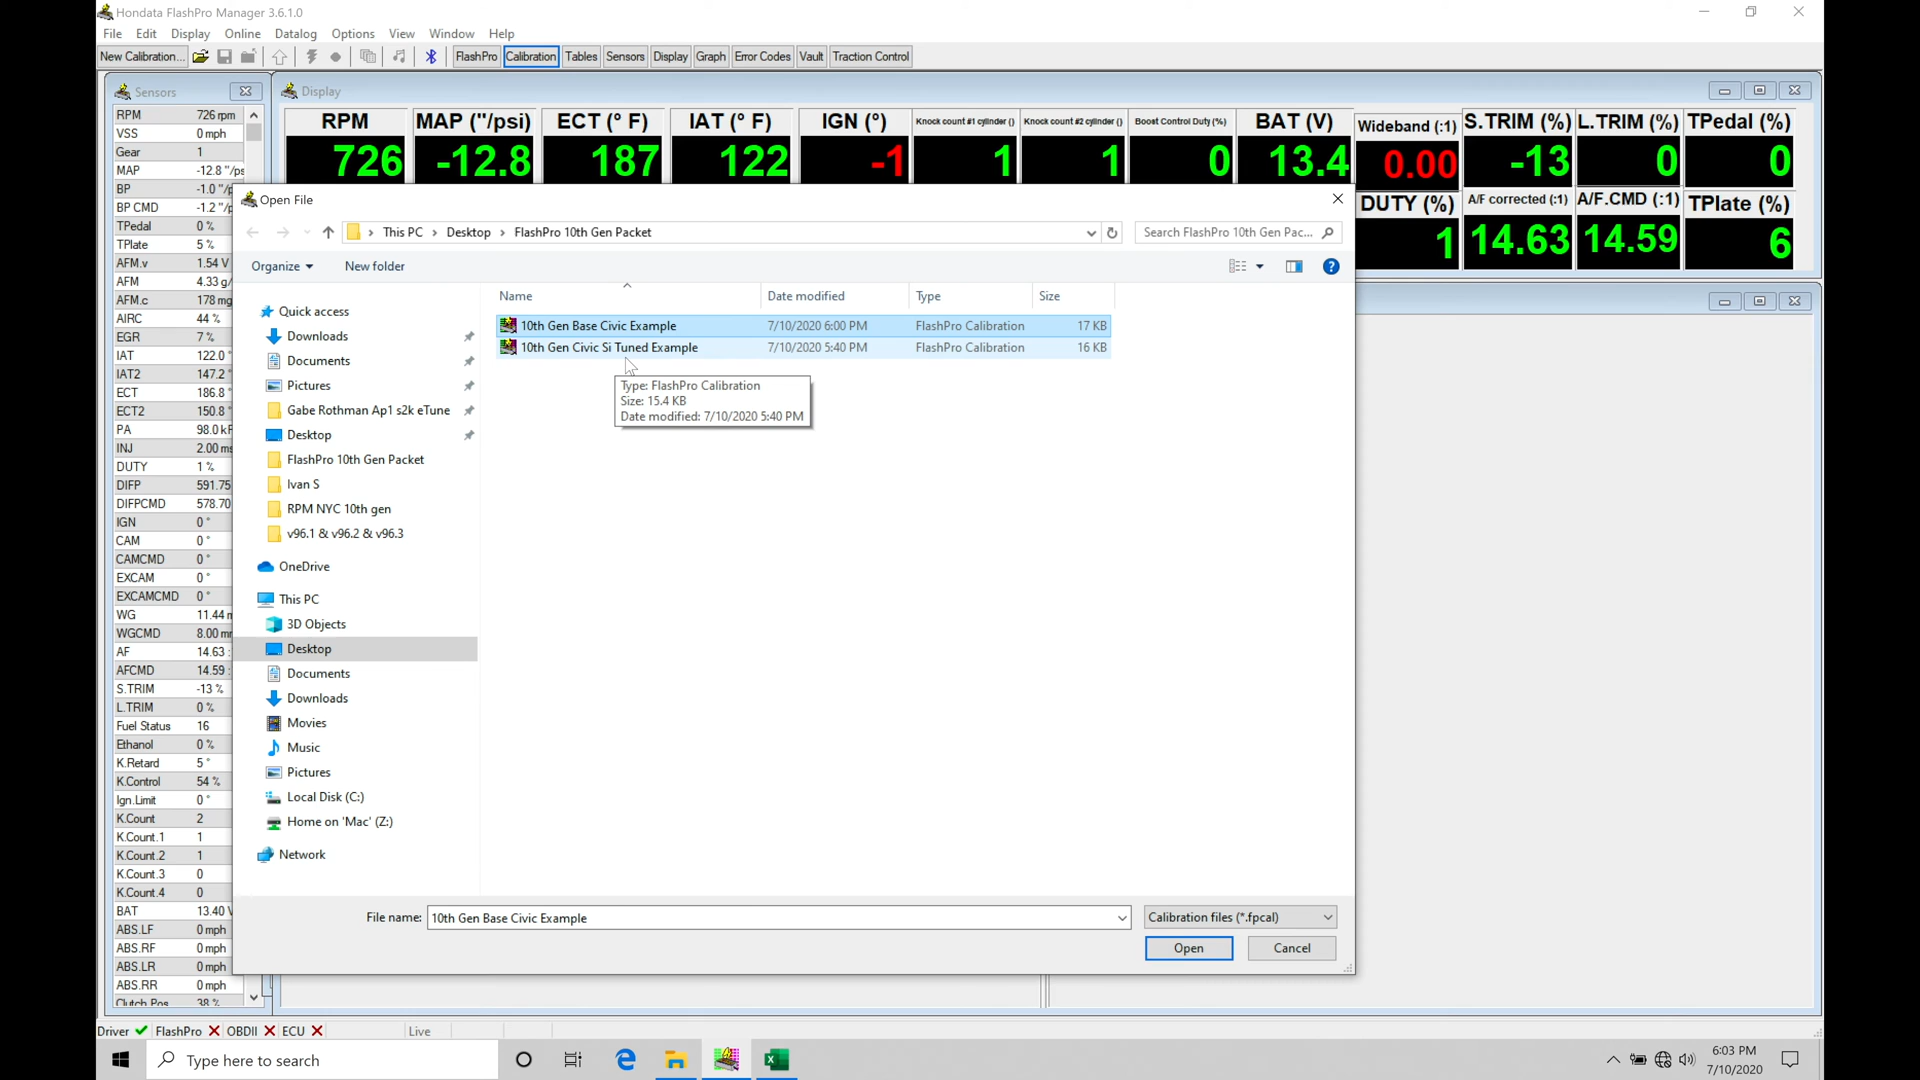 Hondata FlashPro Manager 3.6.1.0
File Edit Display Online Datalog Options View Window Help
New Calibration... FlashPro Calibration Tables Sensors Display Graph Error Codes Vault Traction Control
Sensors
Display
RPM MAP ("/psi) ECT (° F) IAT (° F) IGN (°) Knock count #1 cylinder () Knock count #2 cylinder () Boost Control Duty (%) BAT (V) Wideband (:1) S.TRIM (%) L.TRIM (%) TPedal (%)
726 -12.8 187 122 -1 1 1 0 13.4 0.00 -13 0 0
DUTY (%) A/F corrected (:1) A/F.CMD (:1) TPlate (%)
1 14.63 14.59 6
RPM 726 rpm
VSS 0 mph
Gear 1
MAP -12.8 "/ps
BP -1.0 "/p
BP CMD -1.2 "/p
TPedal 0 %
TPlate 5 %
AFM.v 1.54 V
AFM 4.33 g/
AFM.c 178 mg
AIRC 44 %
EGR 7 %
IAT 122.0 °
IAT2 147.2 °
ECT 186.8 °
ECT2 150.8 °
PA 98.0 kF
INJ 2.00 ms
DUTY 1 %
DIFP 591.75
DIFPCMD 578.70
IGN 0 °
CAM 0 °
CAMCMD 0 °
EXCAM 0 °
EXCAMCMD 0 °
WG 11.44 m
WGCMD 8.00 mr
AF 14.63 :
AFCMD 14.59 :
S.TRIM -13 %
L.TRIM 0 %
Fuel Status 16
Ethanol 0 %
K.Retard 5 °
K.Control 54 %
Ign.Limit 0 °
K.Count 2
K.Count.1 1
K.Count.2 1
K.Count.3 0
K.Count.4 0
BAT 13.40 V
ABS.LF 0 mph
ABS.RF 0 mph
ABS.LR 0 mph
ABS.RR 0 mph
Clutch Pos 38 %
Open File
This PC › Desktop › FlashPro 10th Gen Packet
Search FlashPro 10th Gen Pac...
Organize New folder
Quick access
Downloads
Documents
Pictures
Gabe Rothman Ap1 s2k eTune
Desktop
FlashPro 10th Gen Packet
Ivan S
RPM NYC 10th gen
v96.1 & v96.2 & v96.3
OneDrive
This PC
3D Objects
Desktop
Documents
Downloads
Movies
Music
Pictures
Local Disk (C:)
Home on 'Mac' (Z:)
Network
Name Date modified Type Size
10th Gen Base Civic Example 7/10/2020 6:00 PM FlashPro Calibration 17 KB
10th Gen Civic Si Tuned Example 7/10/2020 5:40 PM FlashPro Calibration 16 KB
Type: FlashPro Calibration
Size: 15.4 KB
Date modified: 7/10/2020 5:40 PM
File name: 10th Gen Base Civic Example Calibration files (*.fpcal)
Open Cancel
Driver FlashPro OBDII ECU Live
Type here to search
6:03 PM
7/10/2020